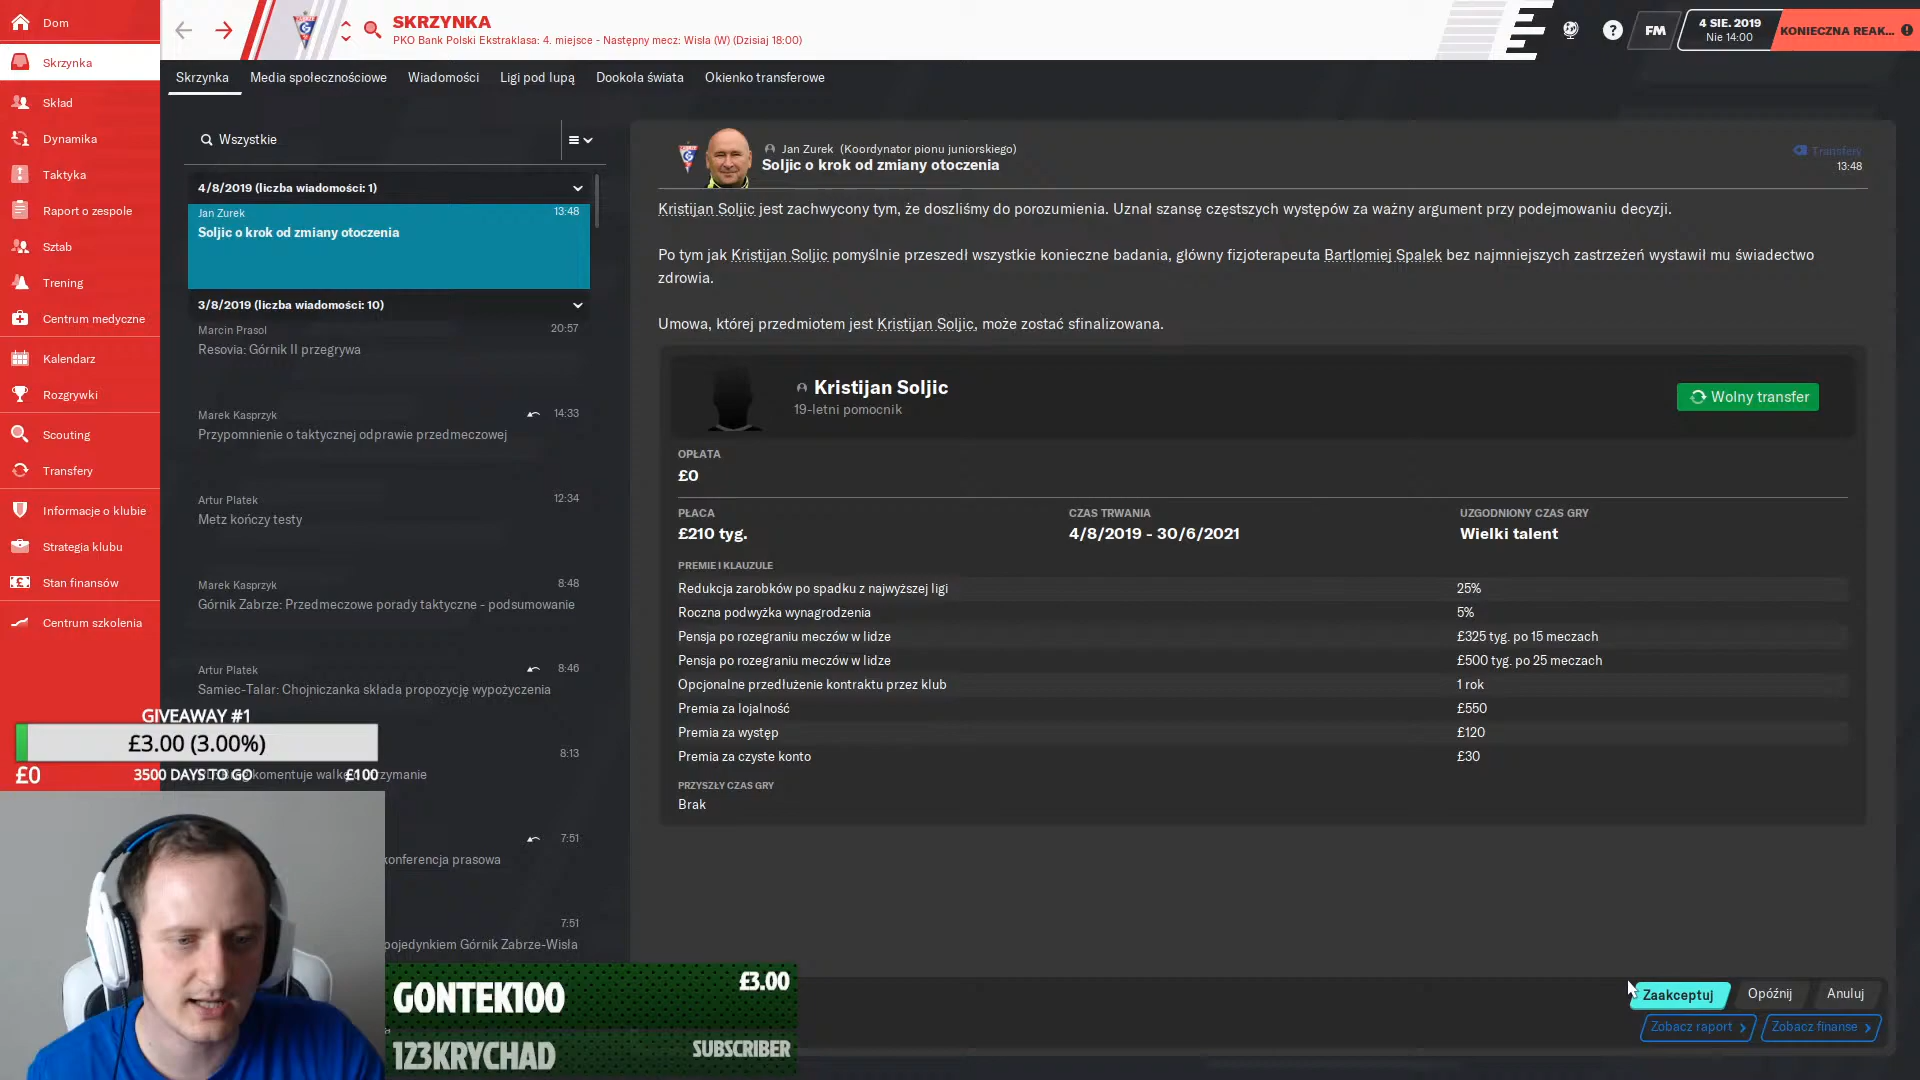 Dom
Skrzynka
Skład
Dynamika
Taktyka
Raport o zespole
Sztab
Trening
Centrum medyczne
Kalendarz
Rozgrywki
Scouting
Transfery
Informacje o klubie
Strategia klubu
Stan finansów
Centrum szkolenia
SKRZYNKA
PKO Bank Polski Ekstraklasa: 4. miejsce - Następny mecz: Wisła (W) (Dzisiaj 18:00)
FM
4 SIE. 2019
Nie 14:00
KONIECZNA REAK...
Skrzynka Media społecznościowe Wiadomości Ligi pod lupą Dookoła świata Okienko transferowe
Wszystkie
4/8/2019 (liczba wiadomości: 1)
Jan Zurek 13:48
Soljic o krok od zmiany otoczenia
3/8/2019 (liczba wiadomości: 10)
Marcin Prasol 20:57
Resovia: Górnik II przegrywa
Marek Kasprzyk 14:33
Przypomnienie o taktycznej odprawie przedmeczowej
Artur Platek 12:34
Metz kończy testy
Marek Kasprzyk 8:48
Górnik Zabrze: Przedmeczowe porady taktyczne - podsumowanie
Artur Platek 8:46
Samiec-Talar: Chojniczanka składa propozycję wypożyczenia
8:13
komentuje walkę
7:51
konferencja prasowa
7:51
pojedynkiem Górnik Zabrze-Wisła
Jan Zurek (Koordynator pionu juniorskiego)
Soljic o krok od zmiany otoczenia
Transfery
13:48
Kristijan Soljic jest zachwycony tym, że doszliśmy do porozumienia. Uznał szansę częstszych występów za ważny argument przy podejmowaniu decyzji.
Po tym jak Kristijan Soljic pomyślnie przeszedł wszystkie konieczne badania, główny fizjoterapeuta Bartlomiej Spalek bez najmniejszych zastrzeżeń wystawił mu świadectwo
zdrowia.
Umowa, której przedmiotem jest Kristijan Soljic, może zostać sfinalizowana.
Kristijan Soljic
19-letni pomocnik
Wolny transfer
OPŁATA
£0
PŁACA CZAS TRWANIA UZGODNIONY CZAS GRY
£210 tyg. 4/8/2019 - 30/6/2021 Wielki talent
PREMIE I KLAUZULE
Redukcja zarobków po spadku z najwyższej ligi 25%
Roczna podwyżka wynagrodzenia 5%
Pensja po rozegraniu meczów w lidze £325 tyg. po 15 meczach
Pensja po rozegraniu meczów w lidze £500 tyg. po 25 meczach
Opcjonalne przedłużenie kontraktu przez klub 1 rok
Premia za lojalność £550
Premia za występ £120
Premia za czyste konto £30
PRZYSZŁY CZAS GRY
Brak
Zaakceptuj Opóźnij Anuluj
Zobacz raport Zobacz finanse
GIVEAWAY #1
£3.00 (3.00%)
£0 3500 DAYS TO GO £100
GONTEK100 £3.00
123KRYCHAD SUBSCRIBER